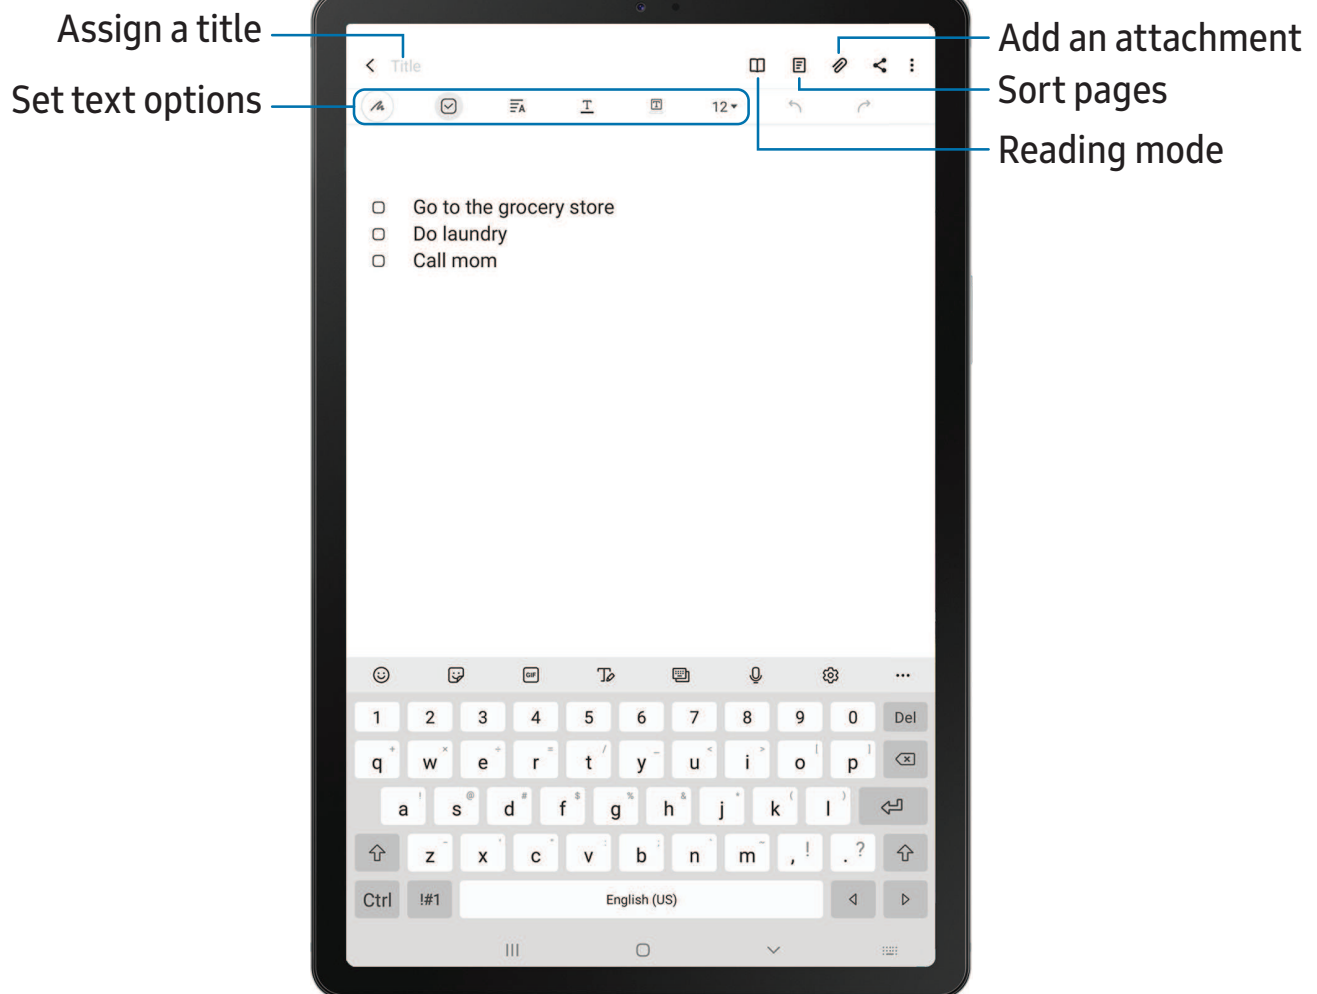 Assign a title
Add an attachment
Title
Set text options
Sort pages
12
Reading mode
Go to the grocery store
Do laundry
Call mom
GIF
1 2 3 4 5 6 7 8 9 0 Del
q w e r t y u i o p
a s d f g h j k l
z x c v b n m , ! . ?
Ctrl !#1 English (US)